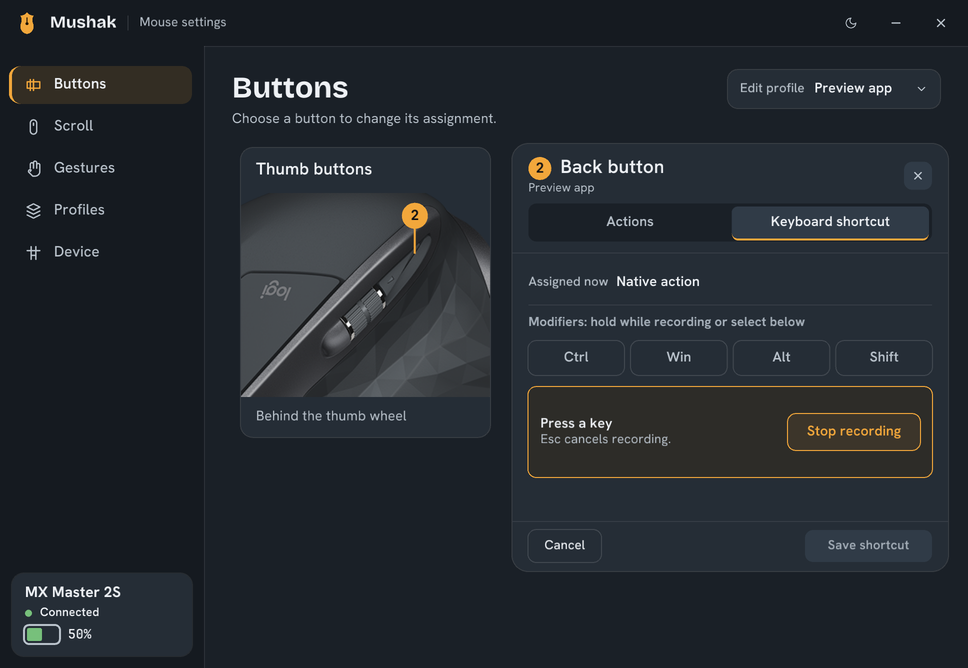 Mushak | Mouse settings
Buttons
Scroll
Gestures
Profiles
Device
MX Master 2S
Connected
50%
Buttons
Choose a button to change its assignment.
Edit profile Preview app
Thumb buttons
2
logi
Behind the thumb wheel
2 Back button
Preview app
Actions Keyboard shortcut
Assigned now Native action
Modifiers: hold while recording or select below
Ctrl Win Alt Shift
Press a key
Esc cancels recording.
Stop recording
Cancel Save shortcut